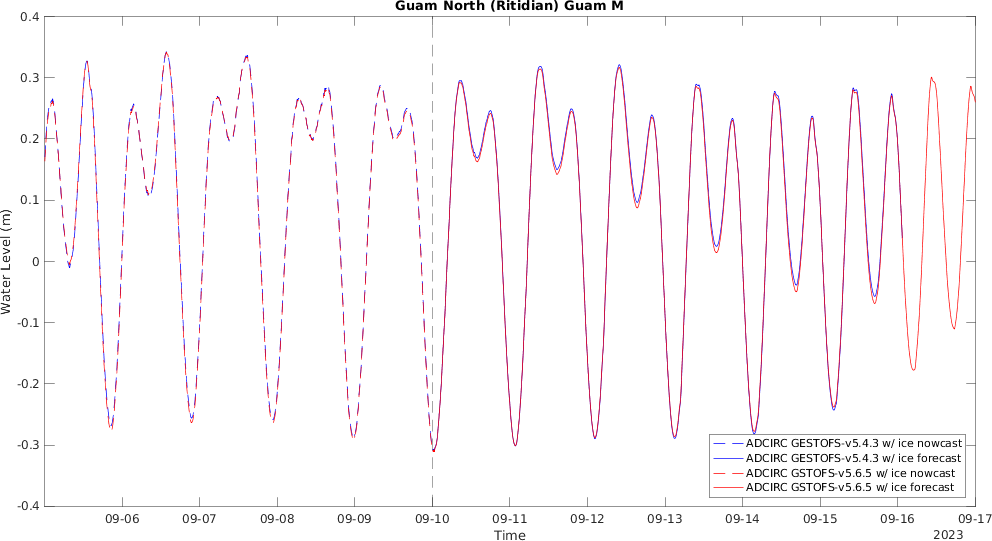 Guam North (Ritidian) Guam M
0.4
0.3
0.2
0.1
0
-0.1
-0.2
-0.3
-0.4
Water Level (m)
ADCIRC GESTOFS-v5.4.3 w/ ice nowcast
ADCIRC GESTOFS-v5.4.3 w/ ice forecast
ADCIRC GSTOFS-v5.6.5 w/ ice nowcast
ADCIRC GSTOFS-v5.6.5 w/ ice forecast
09-06 09-07 09-08 09-09 09-10 09-11 09-12 09-13 09-14 09-15 09-16 09-17
Time
2023